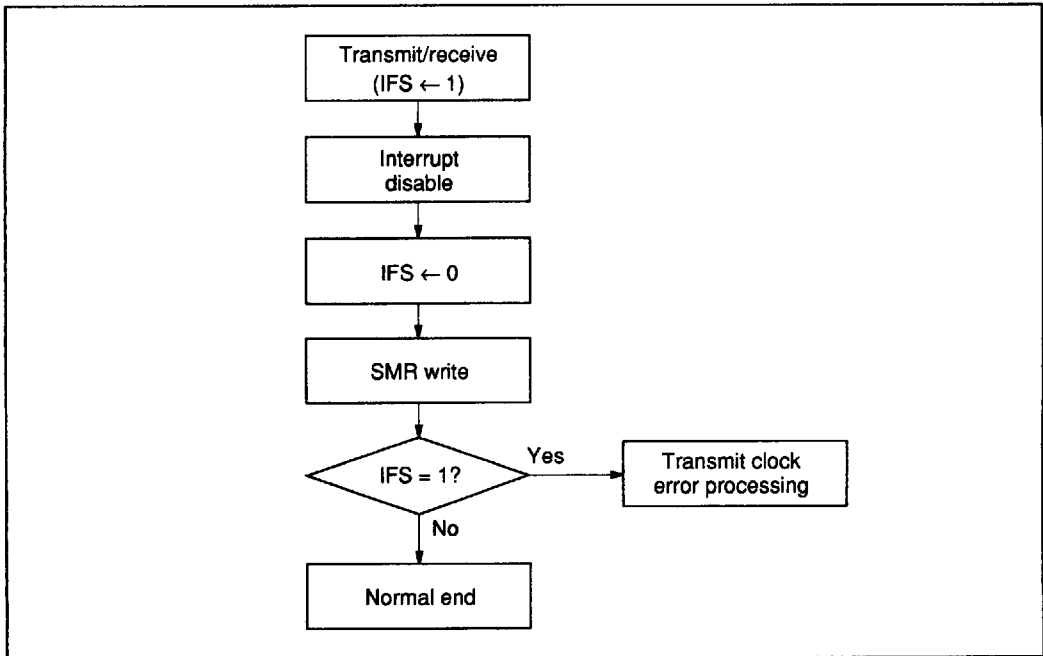 Transmit/receive
(IFS ← 1)
Interrupt
disable
IFS ← 0
SMR write
IFS = 1?
Yes
Transmit clock
error processing
No
Normal end